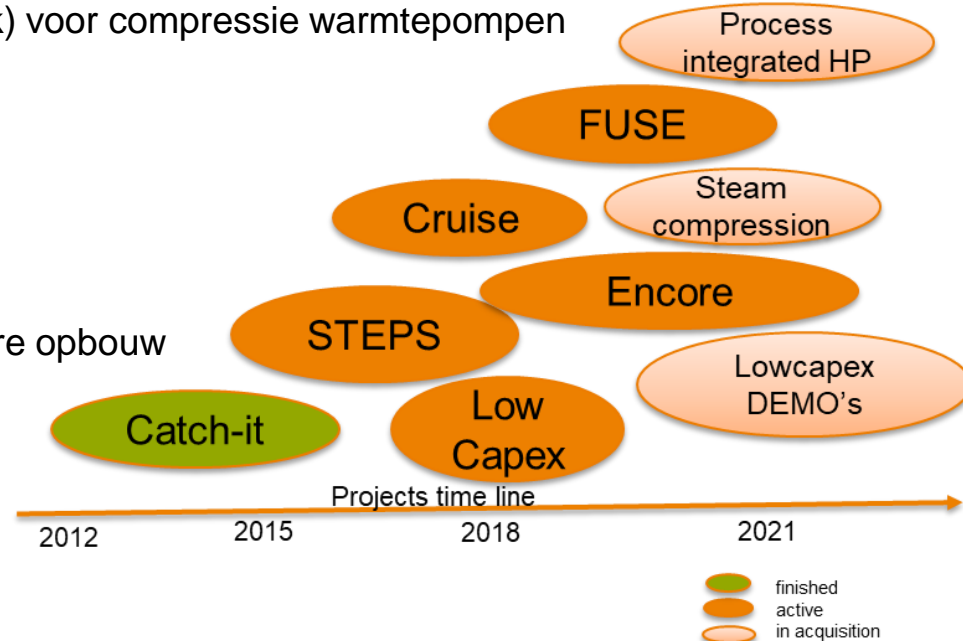 k) voor compressie warmtepompen
Process
integrated HP
FUSE
Steam
compression
Cruise
Encore
STEPS
re opbouw
Lowcapex
DEMO's
Low
Capex
Catch-it
Projects time line
2012
2015
2018
2021
finished
active
in acquisition